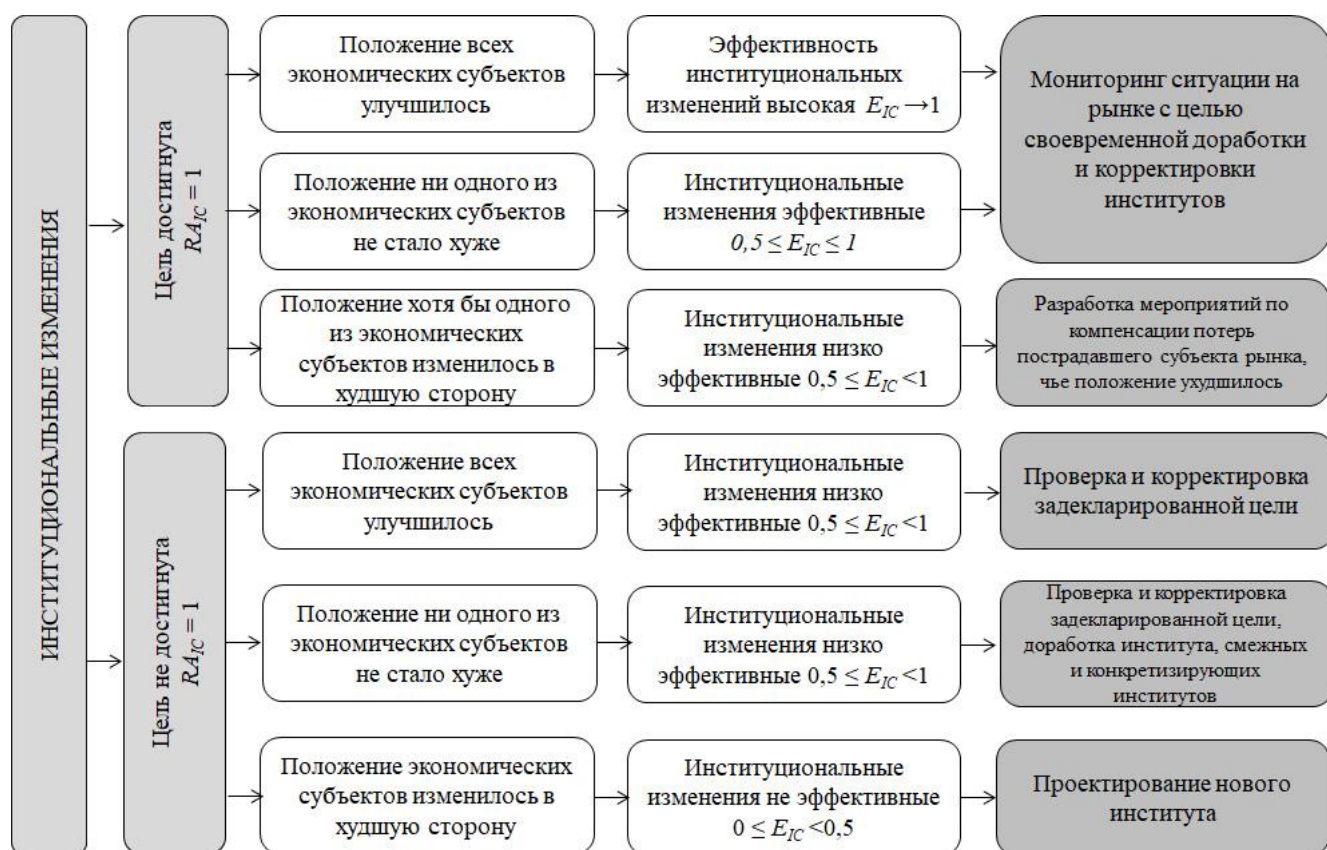 ИНСТИТУЦИОНАЛЬНЫЕ ИЗМЕНЕНИЯ
Цель достигнута
RA_IC = 1
Положение всех
экономических субъектов
улучшилось
Эффективность
институциональных
изменений высокая E_IC →1
Мониторинг ситуации на
рынке с целью
своевременной доработки
и корректировки
институтов
Положение ни одного из
экономических субъектов
не стало хуже
Институциональные
изменения эффективные
0,5 ≤ E_IC ≤ 1
Положение хотя бы одного
из экономических
субъектов изменилось в
худшую сторону
Институциональные
изменения низко
эффективные 0,5 ≤ E_IC <1
Разработка мероприятий по
компенсации потерь
пострадавшего субъекта рынка,
чье положение ухудшилось
Цель не достигнута
RA_IC = 1
Положение всех
экономических субъектов
улучшилось
Институциональные
изменения низко
эффективные 0,5 ≤ E_IC <1
Проверка и корректировка
задекларированной цели
Положение ни одного из
экономических субъектов
не стало хуже
Институциональные
изменения низко
эффективные 0,5 ≤ E_IC <1
Проверка и корректировка
задекларированной цели,
доработка института, смежных
и конкретизирующих
институтов
Положение экономических
субъектов изменилось в
худшую сторону
Институциональные
изменения не эффективные
0 ≤ E_IC <0,5
Проектирование нового
института